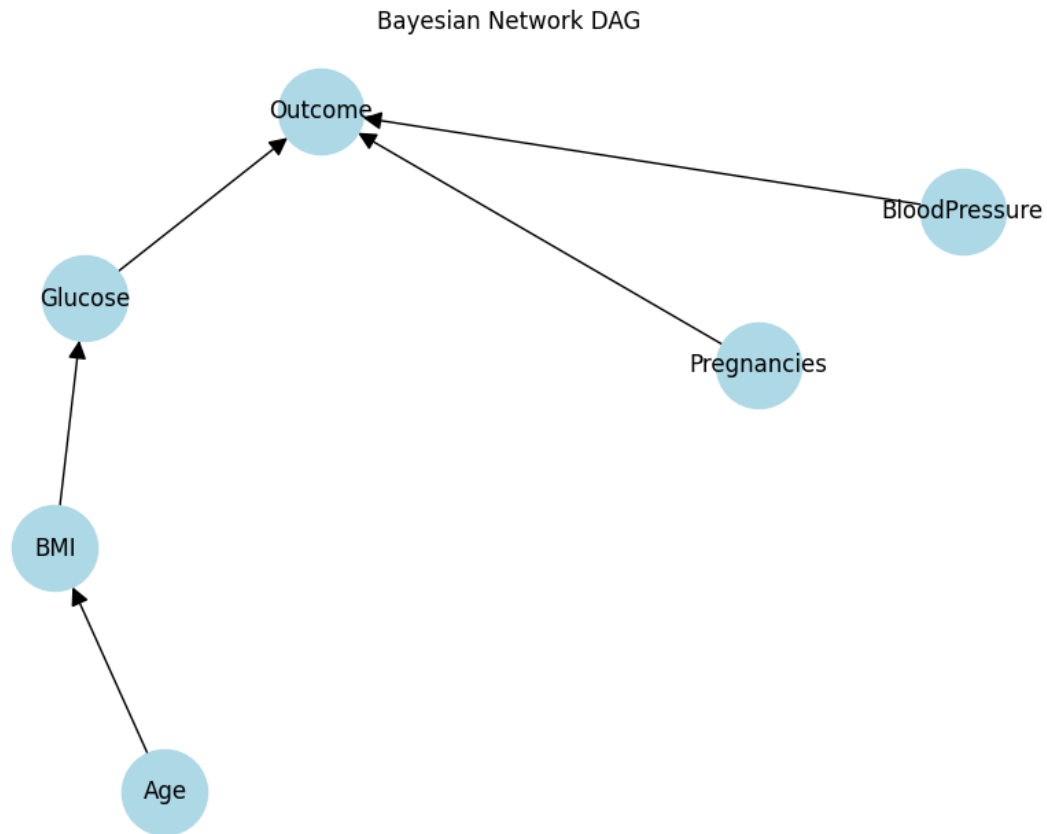 Bayesian Network DAG
Outcome
BloodPressure
Glucose
Pregnancies
BMI
Age